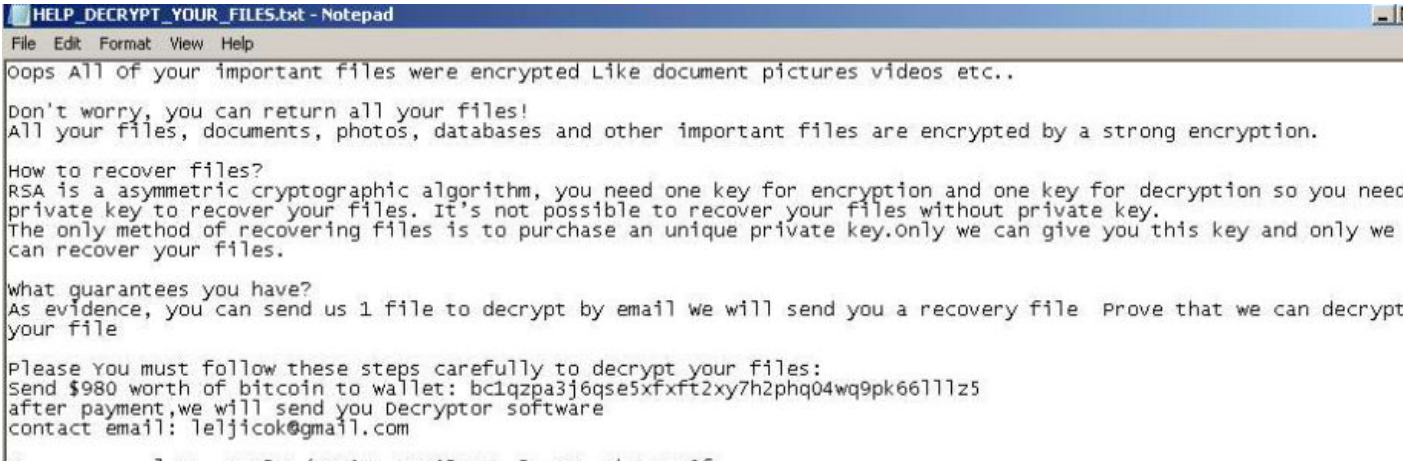 HELP_DECRYPT_YOUR_FILES.txt - Notepad
File Edit Format View Help
Oops All Of your important files were encrypted Like document pictures videos etc..
Don't worry, you can return all your files!
All your files, documents, photos, databases and other important files are encrypted by a strong encryption.
How to recover files?
RSA is a asymmetric cryptographic algorithm, you need one key for encryption and one key for decryption so you need
private key to recover your files. It's not possible to recover your files without private key.
The only method of recovering files is to purchase an unique private key.Only we can give you this key and only we
can recover your files.
What guarantees you have?
As evidence, you can send us 1 file to decrypt by email We will send you a recovery file  Prove that we can decrypt
your file
Please You must follow these steps carefully to decrypt your files:
Send $980 worth of bitcoin to wallet: bc1qzpa3j6qse5xfxft2xy7h2phq04wq9pk66lllz5
after payment,we will send you Decryptor software
contact email: leljicok@gmail.com